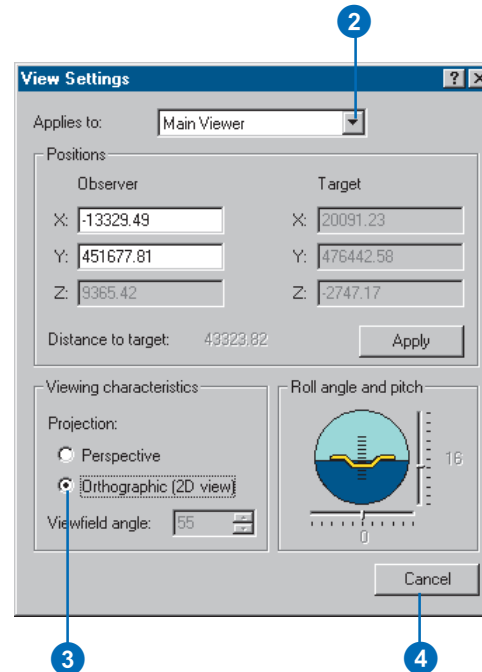 2
View Settings
Applies to: Main Viewer
Positions
Observer Target
X: -13329.49 X: 20091.23
Y: 451677.81 Y: 476442.58
Z: 9365.42 Z: -2747.17
Distance to target: 43323.82 Apply
Viewing characteristics Roll angle and pitch
Projection:
Perspective
16
Orthographic (2D view)
Viewfield angle: 55
0
Cancel
3 4